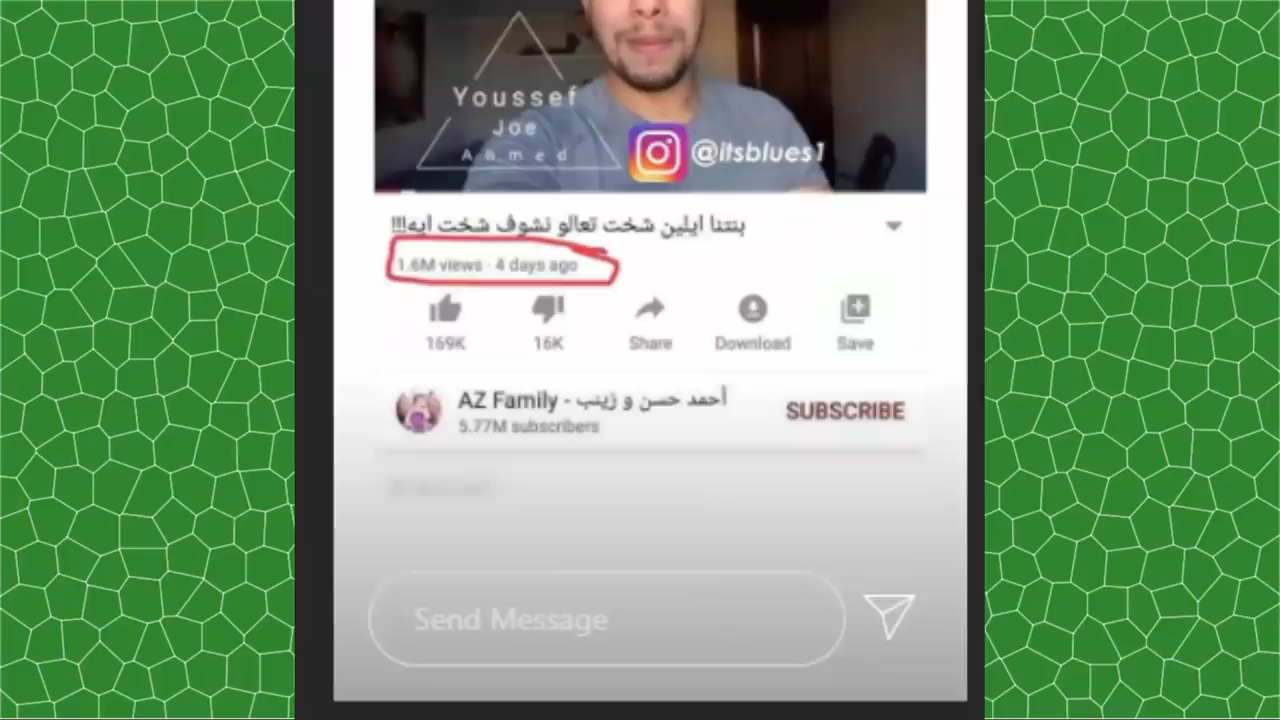 Youssef
Joe
Ahmed
@itsblues1
بنتنا ايلين شخت تعالو نشوف شخت ايه!!!
1.6M views · 4 days ago
169K
16K
Share
Download
Save
AZ Family - أحمد حسن و زينب
5.77M subscribers
SUBSCRIBE
Send Message